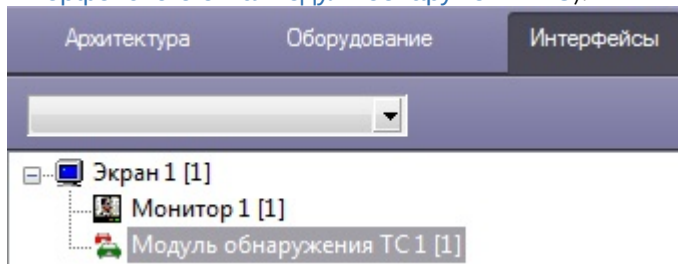 Архитектура Оборудование Интерфейсы
Экран 1 [1]
Монитор 1 [1]
Модуль обнаружения ТС 1 [1]